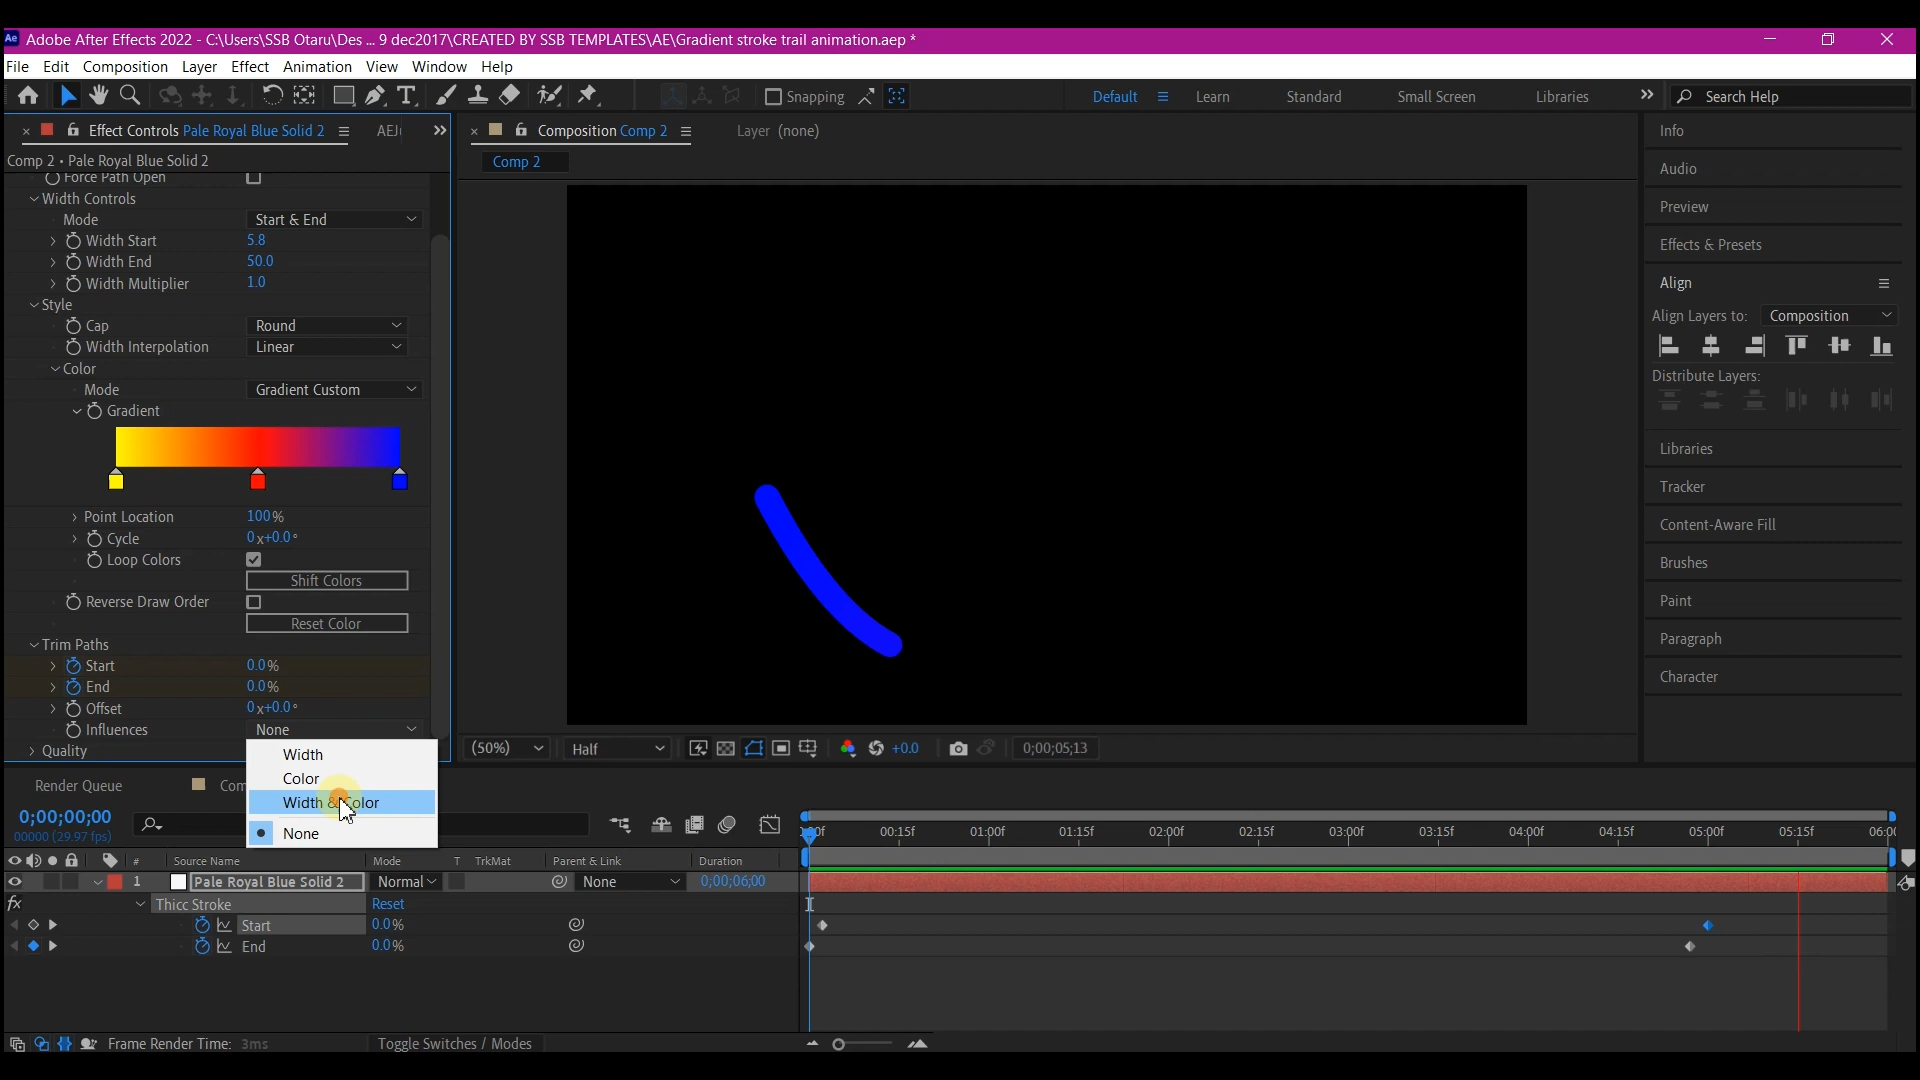 Ae Adobe After Effects 2022 - C:\Users\SSB Otaru\Des ... 9 dec2017\CREATED BY SSB TEMPLATES\AE\Gradient stroke trail animation.aep *
File Edit Composition Layer Effect Animation View Window Help
Snapping Default Learn Standard Small Screen Libraries Search Help
Effect Controls Pale Royal Blue Solid 2 Composition Comp 2 Layer (none)
Comp 2 • Pale Royal Blue Solid 2
Comp 2
Force Path Open
Width Controls
Mode Start & End
Width Start 5.8
Width End 50.0
Width Multiplier 1.0
Style
Cap Round
Width Interpolation Linear
Color
Mode Gradient Custom
Gradient
Point Location 100%
Cycle 0x+0.0°
Loop Colors
Shift Colors
Reverse Draw Order
Reset Color
Trim Paths
Start 0.0%
End 0.0%
Offset 0x+0.0°
Influences None
Quality
Width
Color
Width & Color
None
Info
Audio
Preview
Effects & Presets
Align
Align Layers to: Composition
Distribute Layers:
Libraries
Tracker
Content-Aware Fill
Brushes
Paint
Paragraph
Character
(50%) Half +0.0 0;00;05;13
Render Queue
0;00;00;00
00000 (29.97 fps)
00:15f 01:00f 01:15f 02:00f 02:15f 03:00f 03:15f 04:00f 04:15f 05:00f 05:15f
# Source Name Mode T TrkMat Parent & Link Duration
1 Pale Royal Blue Solid 2 Normal None 0;00;06;00
fx Thicc Stroke Reset
Start 0.0%
End 0.0%
Frame Render Time: 3ms Toggle Switches / Modes